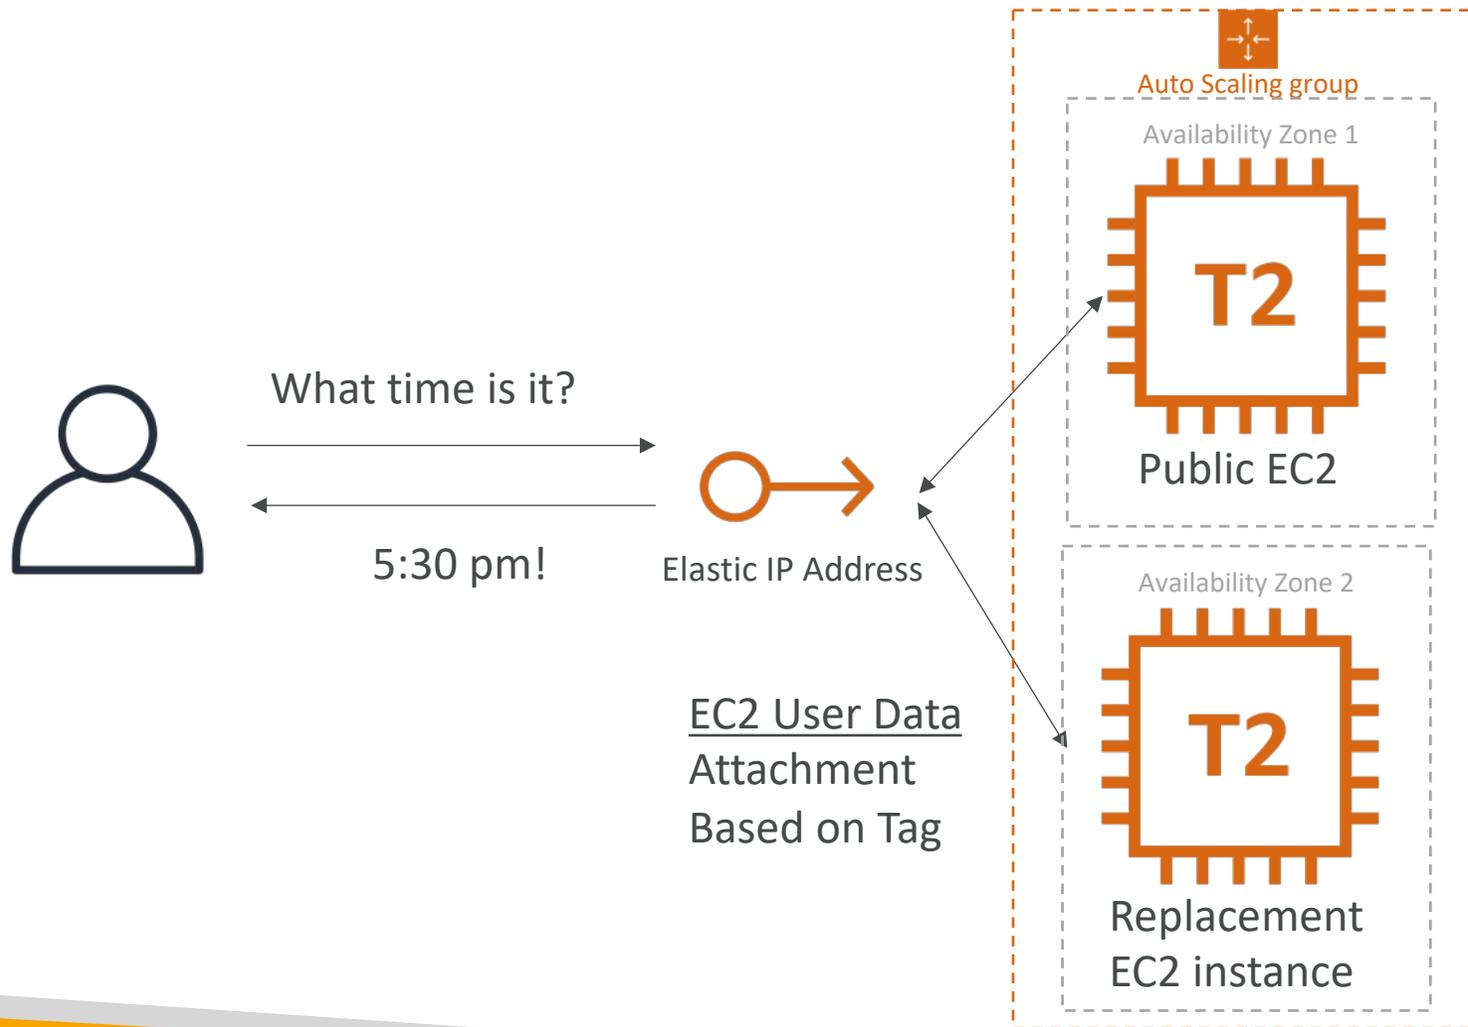 Auto Scaling group
Availability Zone 1
T2
Public EC2
What time is it?
5:30 pm!
Elastic IP Address
EC2 User Data
Attachment
Based on Tag
Availability Zone 2
T2
Replacement
EC2 instance